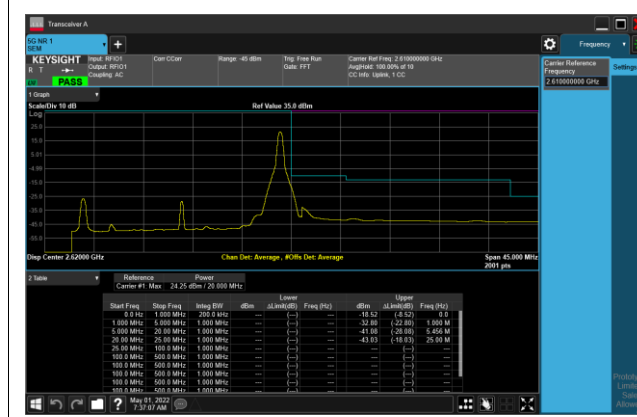 Transceiver A
5G NR 1
SEM
Frequency
KEYSIGHT Input: RFIO1 Corr CCorr Range: -45 dBm Trig: Free Run Carrier Ref Freq: 2.610000000 GHz
R T Output: RFIO1 Gate: FFT Avg|Hold: 100.00% of 10
Coupling: AC CC Info: Uplink, 1 CC
PASS
Carrier Reference Frequency
2.610000000 GHz
Settings
1 Graph
Scale/Div 10 dB Ref Value 35.0 dBm
Log
25.0
15.0
5.01
-4.99
-15.0
-25.0
-35.0
-45.0
-55.0
Disp Center 2.62000 GHz Chan Det: Average, #Offs Det: Average Span 45.000 MHz
2001 pts
2 Table
Reference Power
Carrier #1 Max 24.25 dBm / 20.000 MHz
Lower Upper
Start Freq Stop Freq Integ BW dBm ΔLimit(dB) Freq (Hz) dBm ΔLimit(dB) Freq (Hz)
0.0 Hz 1.000 MHz 200.0 kHz --- (---) --- -18.52 (-8.52) 0.0
1.000 MHz 5.000 MHz 1.000 MHz --- (---) --- -32.80 (-22.80) 1.000 M
5.000 MHz 20.00 MHz 1.000 MHz --- (---) --- -41.08 (-28.08) 5.456 M
20.00 MHz 25.00 MHz 1.000 MHz --- (---) --- -43.03 (-18.03) 25.00 M
25.00 MHz 100.0 MHz 1.000 MHz --- (---) --- --- (---) ---
100.0 MHz 500.0 MHz 1.000 MHz --- (---) --- --- (---) ---
100.0 MHz 500.0 MHz 1.000 MHz --- (---) --- --- (---) ---
100.0 MHz 500.0 MHz 1.000 MHz --- (---) --- --- (---) ---
100.0 MHz 500.0 MHz 1.000 MHz --- (---) --- --- (---) ---
100.0 MHz 500.0 MHz 1.000 MHz --- (---) --- --- (---) ---
May 01, 2022
7:37:07 AM